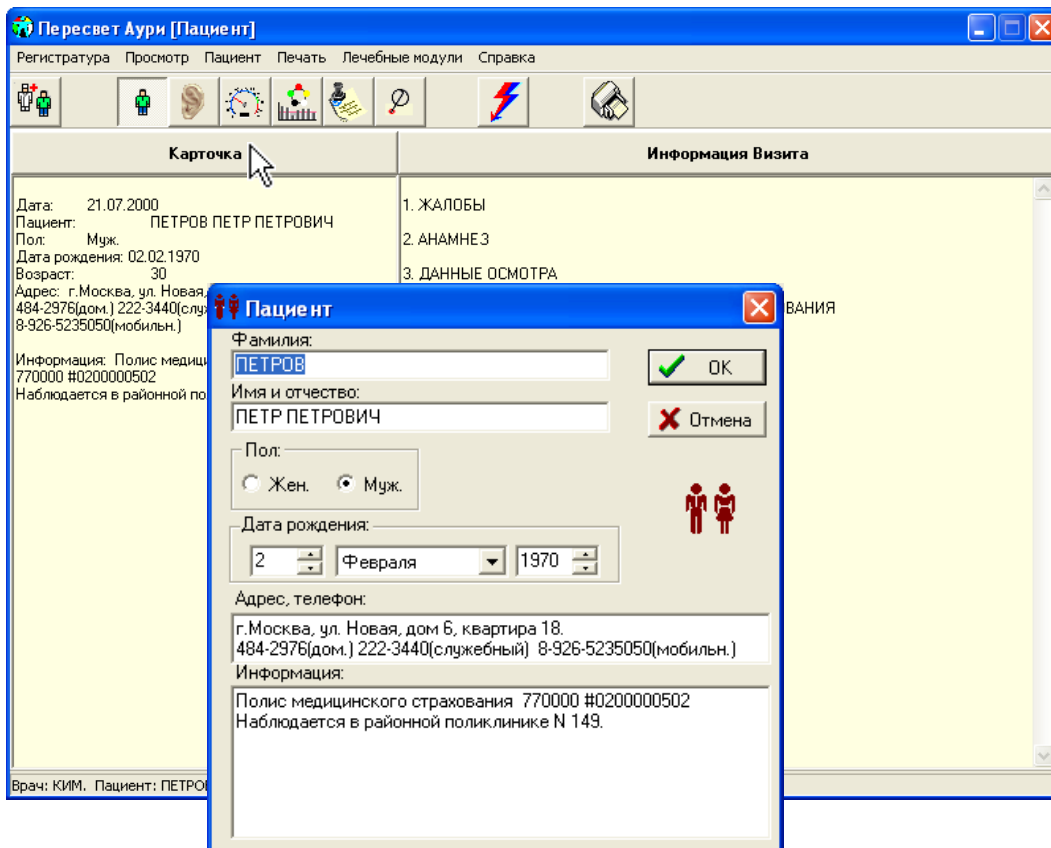 Пересвет Аури [Пациент]
Регистратура Просмотр Пациент Печать Лечебные модули Справка
Карточка
Информация Визита
Дата: 21.07.2000
Пациент: ПЕТРОВ ПЕТР ПЕТРОВИЧ
Пол: Муж.
Дата рождения: 02.02.1970
Возраст: 30
Адрес: г.Москва, ул. Новая,
484-2976(дом.) 222-3440(служ
8-926-5235050(мобильн.)
Информация: Полис медици
770000 #0200000502
Наблюдается в районной по
1. ЖАЛОБЫ
2. АНАМНЕЗ
3. ДАННЫЕ ОСМОТРА
ВАНИЯ
Пациент
Фамилия:
ПЕТРОВ
OK
Имя и отчество:
ПЕТР ПЕТРОВИЧ
Отмена
Пол:
Жен. Муж.
Дата рождения:
2 Февраля 1970
Адрес, телефон:
г.Москва, ул. Новая, дом 6, квартира 18.
484-2976(дом.) 222-3440(служебный) 8-926-5235050(мобильн.)
Информация:
Полис медицинского страхования 770000 #0200000502
Наблюдается в районной поликлинике N 149.
Врач: КИМ. Пациент: ПЕТРО